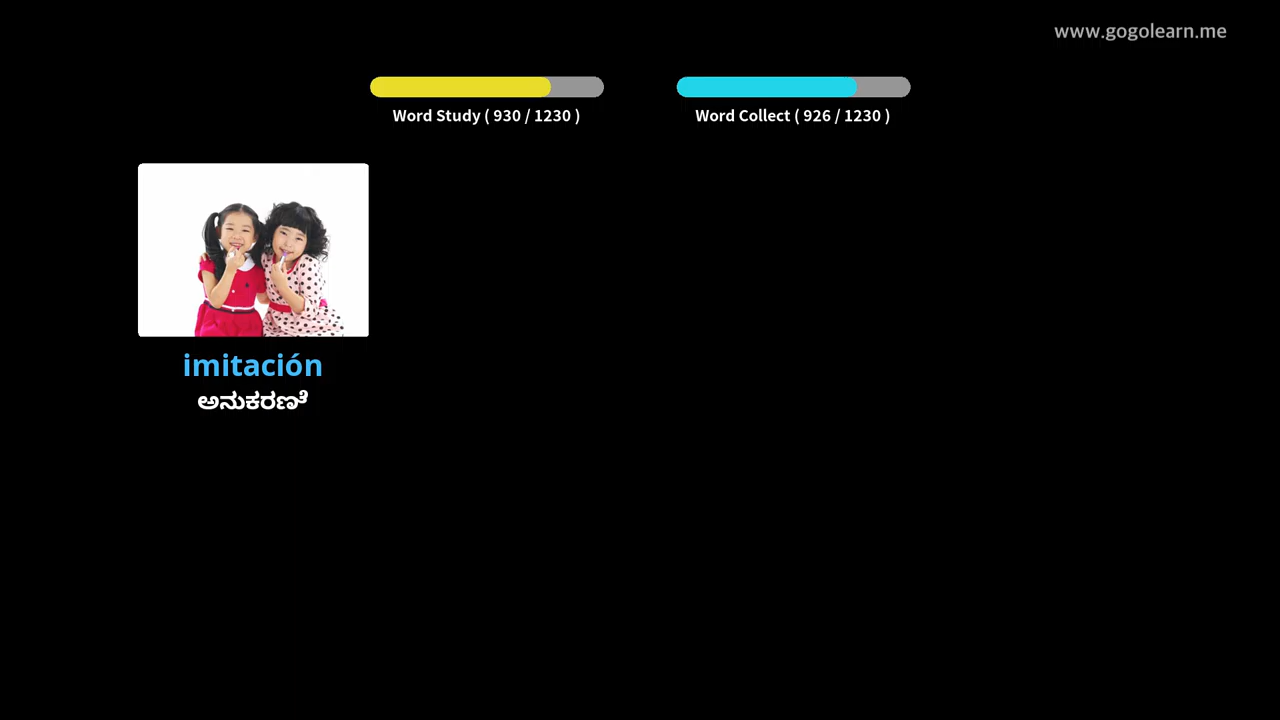 www.gogolearn.me
Word Study ( 930 / 1230 )
Word Collect ( 926 / 1230 )
imitación
ಅನುಕರಣೆ